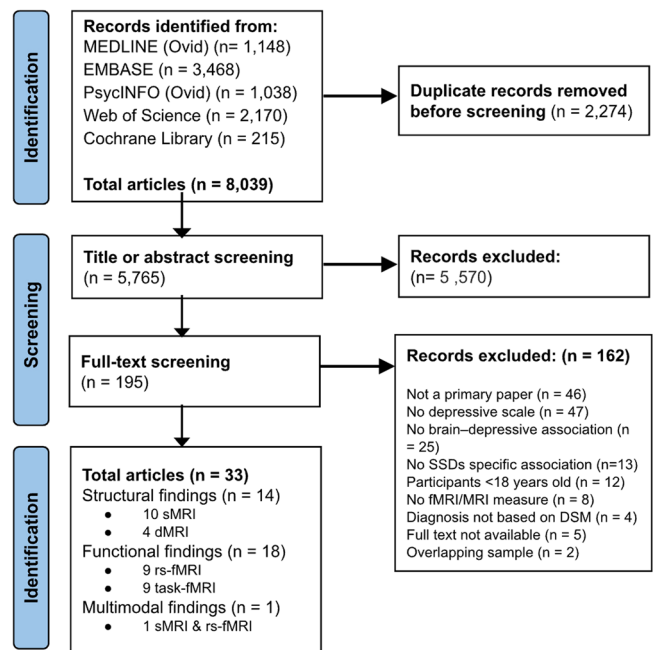 Identification
Records identified from:
MEDLINE (Ovid) (n= 1,148)
EMBASE (n = 3,468)
PsycINFO (Ovid) (n = 1,038)
Web of Science (n = 2,170)
Cochrane Library (n = 215)
Total articles (n = 8,039)
Duplicate records removed
before screening (n = 2,274)
Screening
Title or abstract screening
(n = 5,765)
Records excluded:
(n= 5 ,570)
Full-text screening
(n = 195)
Records excluded: (n = 162)
Not a primary paper (n = 46)
No depressive scale (n = 47)
No brain–depressive association (n
= 25)
No SSDs specific association (n=13)
Participants <18 years old (n = 12)
No fMRI/MRI measure (n = 8)
Diagnosis not based on DSM (n = 4)
Full text not available (n = 5)
Overlapping sample (n = 2)
Identification
Total articles (n = 33)
Structural findings (n = 14)
● 10 sMRI
● 4 dMRI
Functional findings (n = 18)
● 9 rs-fMRI
● 9 task-fMRI
Multimodal findings (n = 1)
● 1 sMRI & rs-fMRI